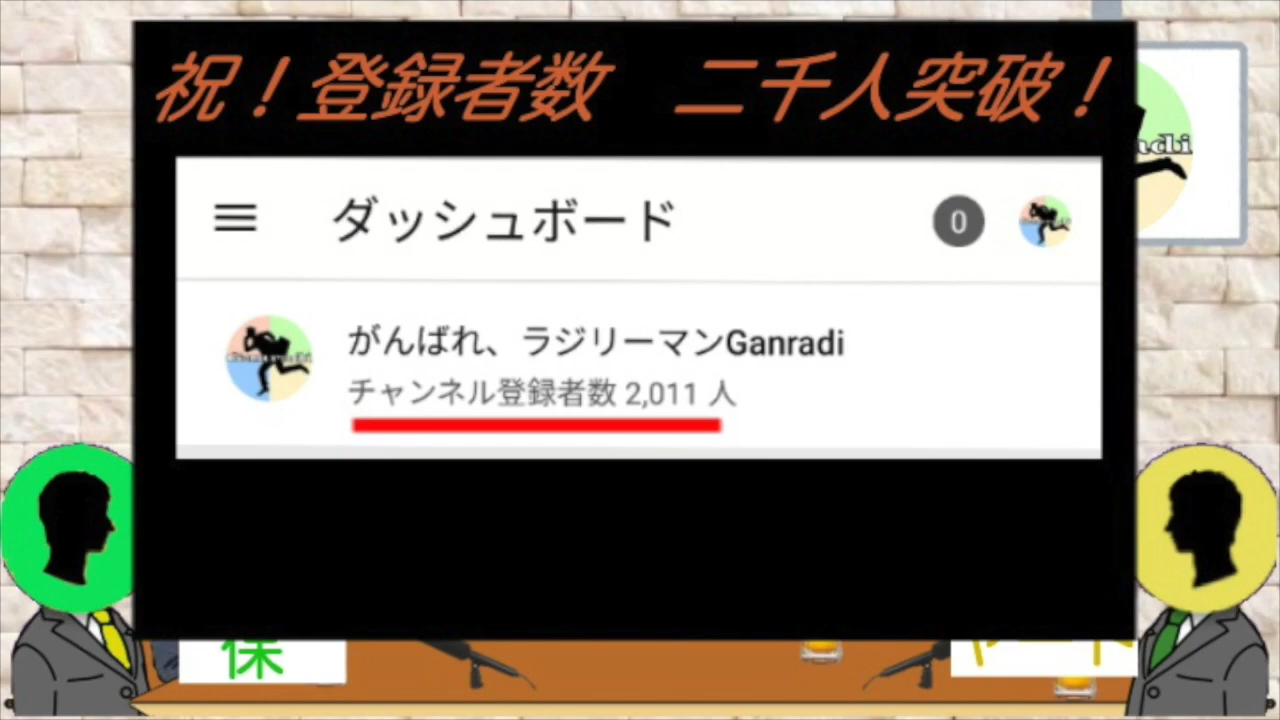 祝！登録者数　二千人突破！
ダッシュボード
0
がんばれ、ラジリーマンGanradi
チャンネル登録者数 2,011 人
保